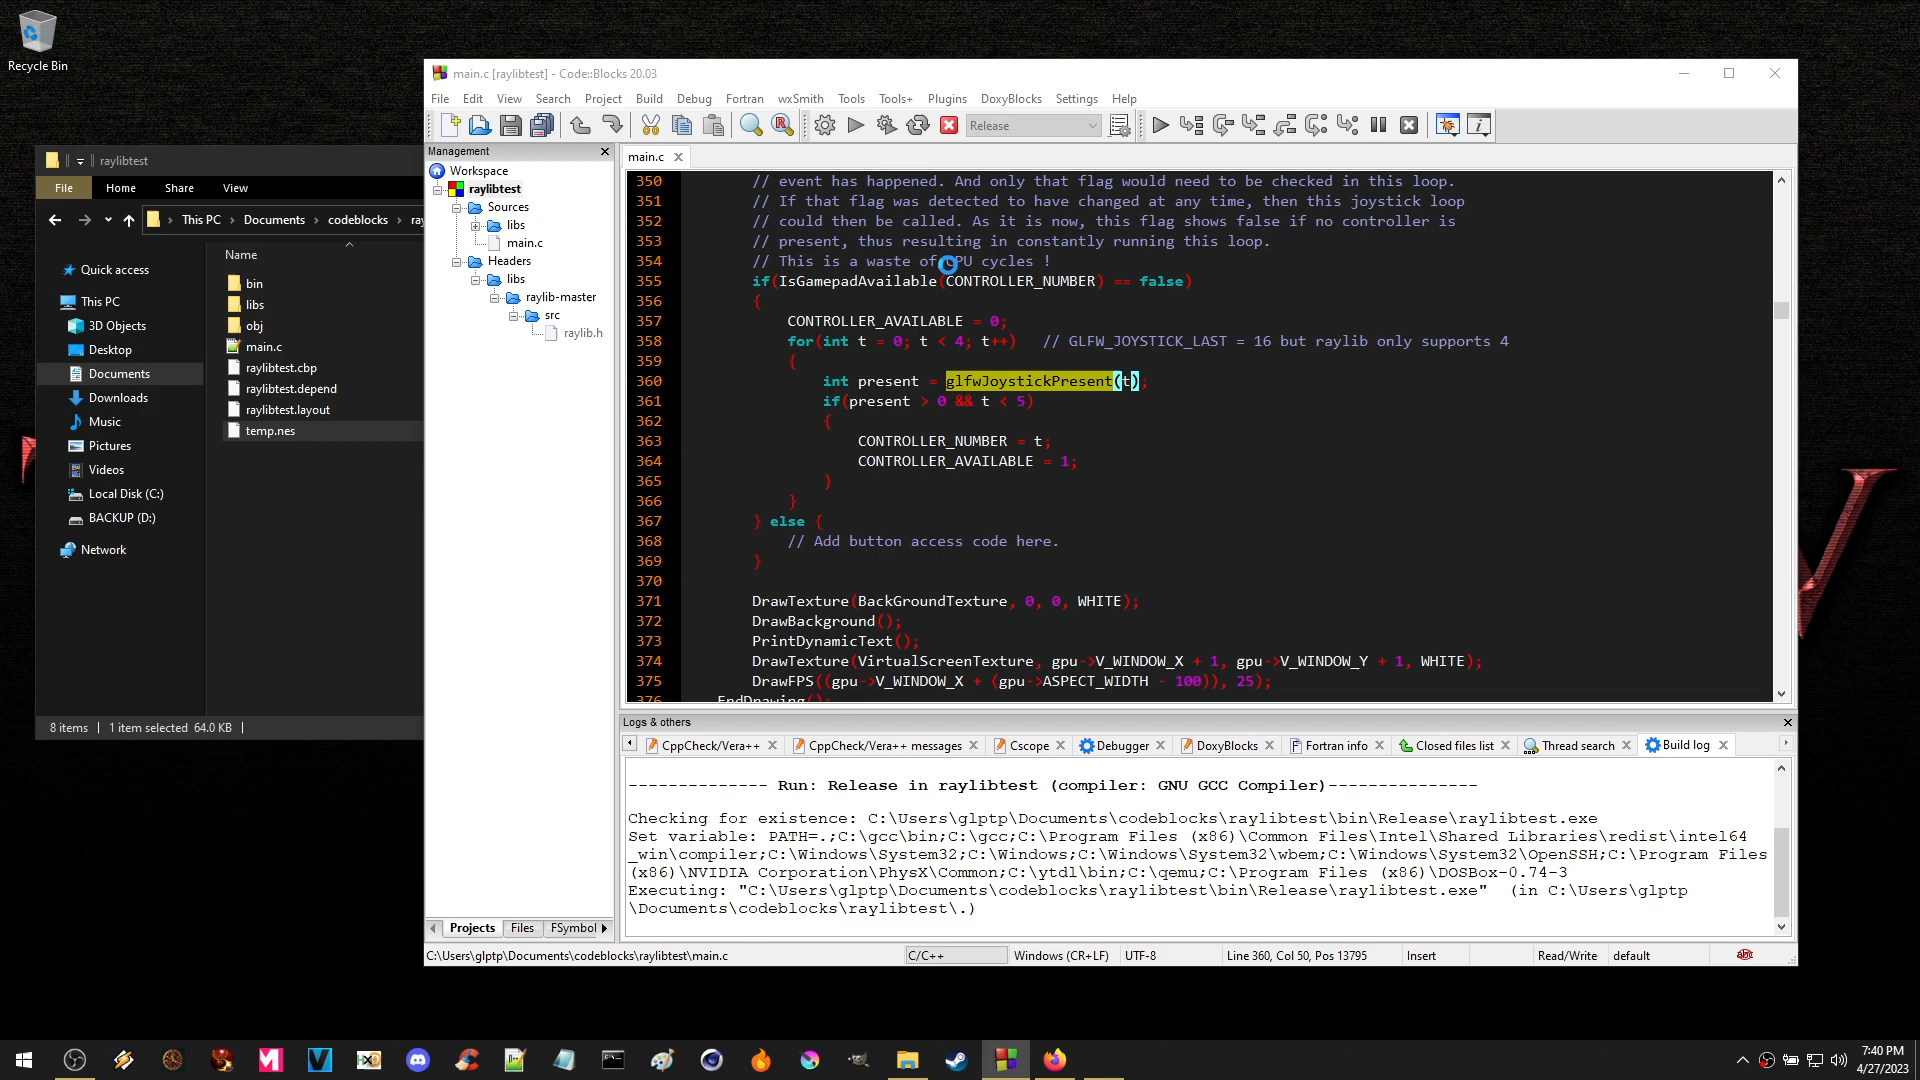 Recycle Bin
raylibtest
File Home Share View
This PC > Documents > codeblocks >
Name
Quick access
This PC
3D Objects
Desktop
Documents
Downloads
Music
Pictures
Videos
Local Disk (C:)
BACKUP (D:)
Network
bin
libs
obj
main.c
raylibtest.cbp
raylibtest.depend
raylibtest.layout
temp.nes
8 items 1 item selected 64.0 KB
main.c [raylibtest] - Code::Blocks 20.03
File Edit View Search Project Build Debug Fortran wxSmith Tools Tools+ Plugins DoxyBlocks Settings Help
Release
Management
Workspace
raylibtest
Sources
libs
main.c
Headers
libs
raylib-master
src
raylib.h
Projects Files FSymbol
main.c
350 // event has happened. And only that flag would need to be checked in this loop.
351 // If that flag was detected to have changed at any time, then this joystick loop
352 // could then be called. As it is now, this flag shows false if no controller is
353 // present, thus resulting in constantly running this loop.
354 // This is a waste of CPU cycles !
355 if(IsGamepadAvailable(CONTROLLER_NUMBER) == false)
356 {
357 CONTROLLER_AVAILABLE = 0;
358 for(int t = 0; t < 4; t++) // GLFW_JOYSTICK_LAST = 16 but raylib only supports 4
359 {
360 int present = glfwJoystickPresent(t);
361 if(present > 0 && t < 5)
362 {
363 CONTROLLER_NUMBER = t;
364 CONTROLLER_AVAILABLE = 1;
365 }
366 }
367 } else {
368 // Add button access code here.
369 }
370
371 DrawTexture(BackGroundTexture, 0, 0, WHITE);
372 DrawBackground();
373 PrintDynamicText();
374 DrawTexture(VirtualScreenTexture, gpu->V_WINDOW_X + 1, gpu->V_WINDOW_Y + 1, WHITE);
375 DrawFPS((gpu->V_WINDOW_X + (gpu->ASPECT_WIDTH - 100)), 25);
376 EndDrawing();
Logs & others
CppCheck/Vera++ CppCheck/Vera++ messages Cscope Debugger DoxyBlocks Fortran info Closed files list Thread search Build log
-------------- Run: Release in raylibtest (compiler: GNU GCC Compiler)---------------
Checking for existence: C:\Users\glptp\Documents\codeblocks\raylibtest\bin\Release\raylibtest.exe
Set variable: PATH=.;C:\gcc\bin;C:\gcc;C:\Program Files (x86)\Common Files\Intel\Shared Libraries\redist\intel64
_win\compiler;C:\Windows\System32;C:\Windows;C:\Windows\System32\wbem;C:\Windows\System32\OpenSSH;C:\Program Files
(x86)\NVIDIA Corporation\PhysX\Common;C:\ytdl\bin;C:\qemu;C:\Program Files (x86)\DOSBox-0.74-3
Executing: "C:\Users\glptp\Documents\codeblocks\raylibtest\bin\Release\raylibtest.exe" (in C:\Users\glptp
\Documents\codeblocks\raylibtest\.)
C:\Users\glptp\Documents\codeblocks\raylibtest\main.c C/C++ Windows (CR+LF) UTF-8 Line 360, Col 50, Pos 13795 Insert Read/Write default
7:40 PM
4/27/2023